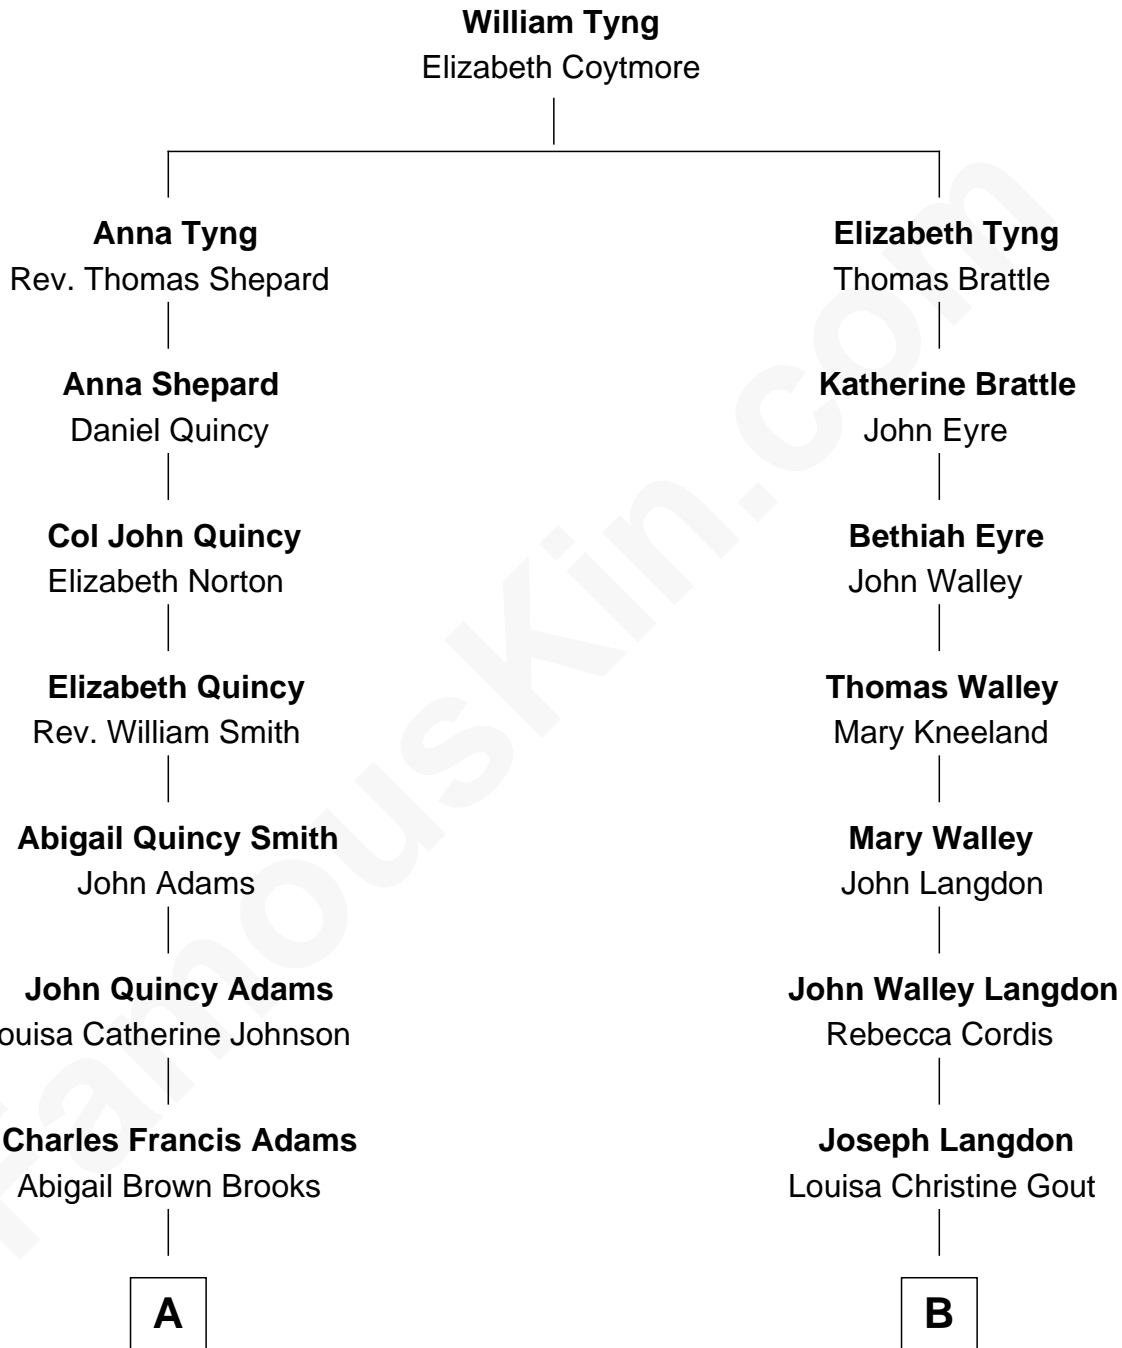 William Tyng
Elizabeth Coytmore
Anna Tyng
Rev. Thomas Shepard
Elizabeth Tyng
Thomas Brattle
Anna Shepard
Daniel Quincy
Katherine Brattle
John Eyre
Col John Quincy
Elizabeth Norton
Bethiah Eyre
John Walley
Elizabeth Quincy
Rev. William Smith
Thomas Walley
Mary Kneeland
Abigail Quincy Smith
John Adams
Mary Walley
John Langdon
John Quincy Adams
ouisa Catherine Johnson
John Walley Langdon
Rebecca Cordis
Charles Francis Adams
Abigail Brown Brooks
Joseph Langdon
Louisa Christine Gout
A
B
FamousKin.com